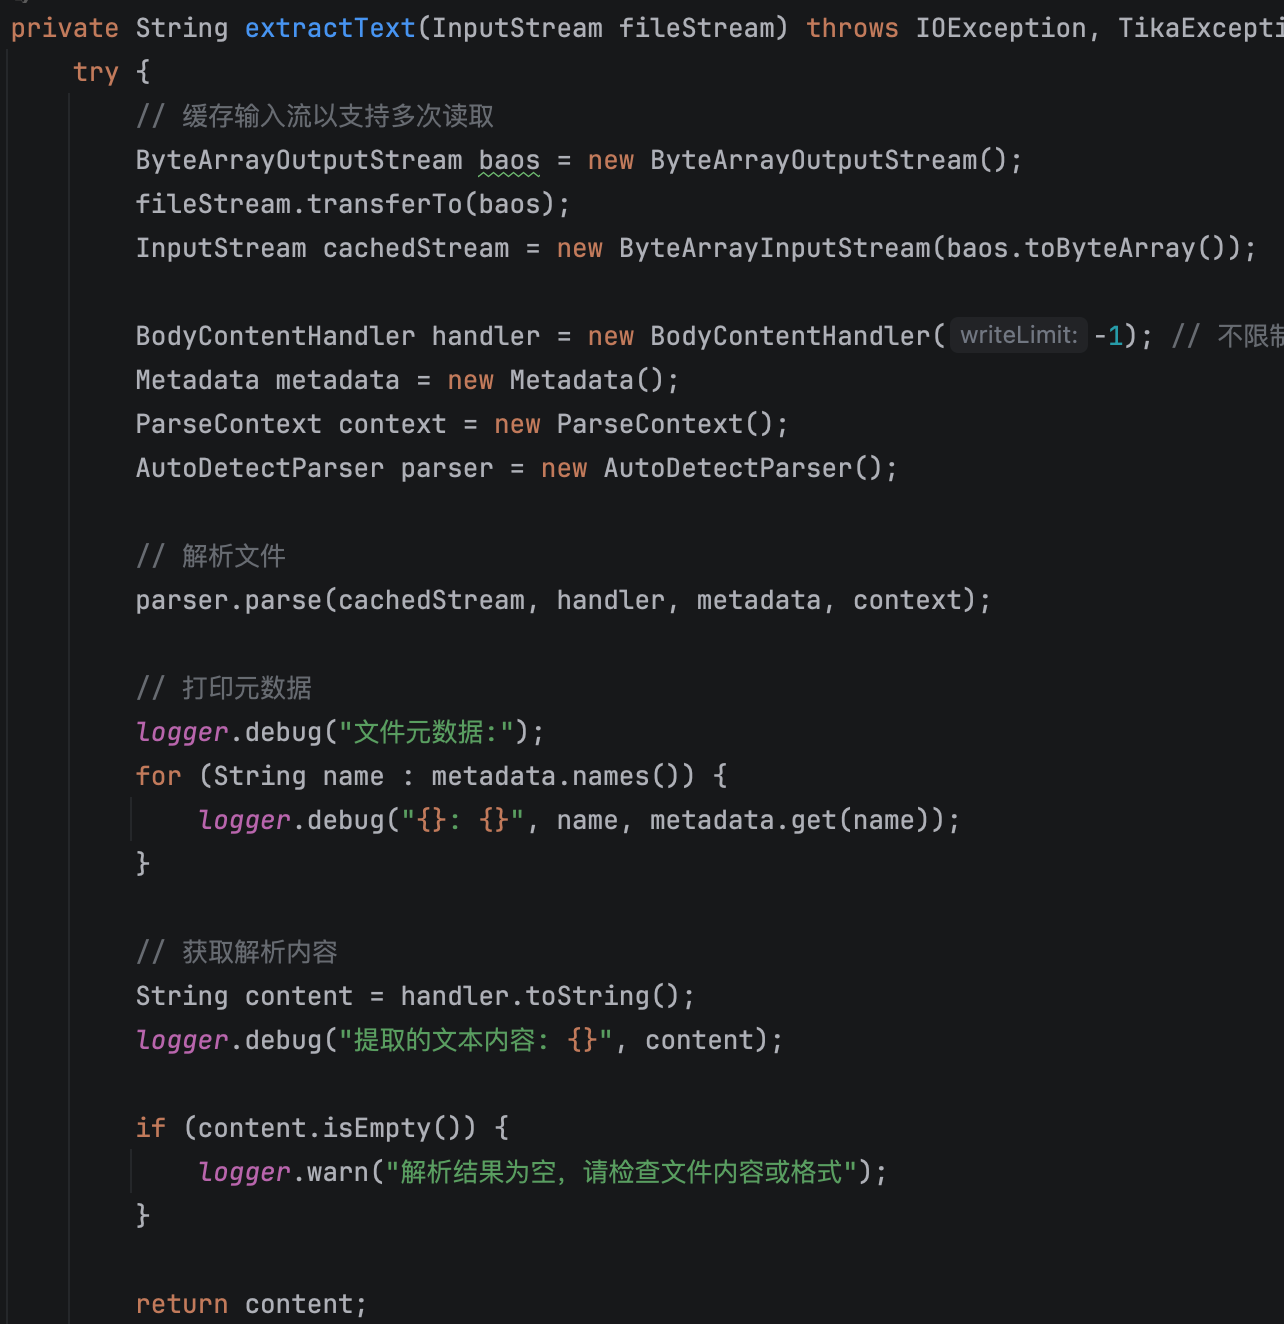 private String extractText(InputStream fileStream) throws IOException, TikaExcepti
try {
// 缓存输入流以支持多次读取
ByteArrayOutputStream baos = new ByteArrayOutputStream();
fileStream.transferTo(baos);
InputStream cachedStream = new ByteArrayInputStream(baos.toByteArray());
BodyContentHandler handler = new BodyContentHandler( writeLimit: -1); // 不限制
Metadata metadata = new Metadata();
ParseContext context = new ParseContext();
AutoDetectParser parser = new AutoDetectParser();
// 解析文件
parser.parse(cachedStream, handler, metadata, context);
// 打印元数据
logger.debug("文件元数据:");
for (String name : metadata.names()) {
logger.debug("{}: {}", name, metadata.get(name));
}
// 获取解析内容
String content = handler.toString();
logger.debug("提取的文本内容: {}", content);
if (content.isEmpty()) {
logger.warn("解析结果为空，请检查文件内容或格式");
}
return content;